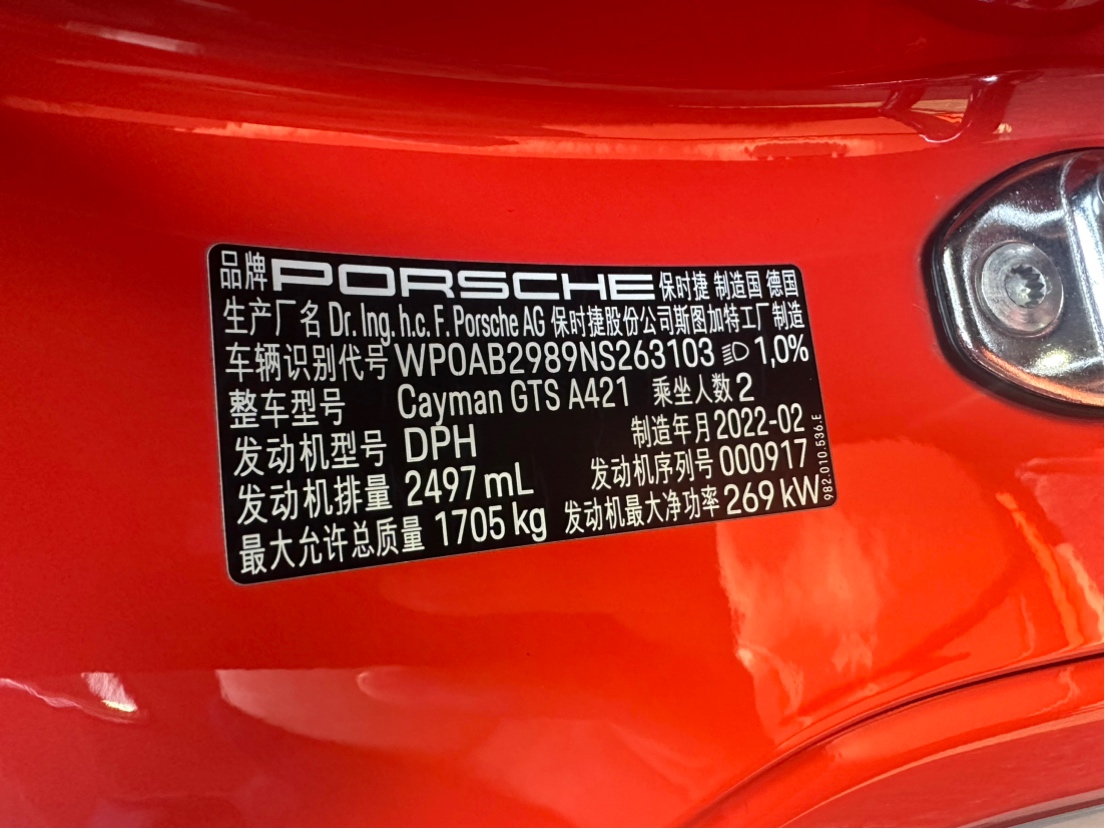 品牌 PORSCHE 保时捷 制造国 德国
生产厂名 Dr. Ing. h.c. F. Porsche AG 保时捷股份公司斯图加特工厂制造
车辆识别代号 WP0AB2989NS263103 1,0%
整车型号 Cayman GTS A421 乘坐人数 2
发动机型号 DPH 制造年月 2022-02
发动机排量 2497 mL 发动机序列号 000917
最大允许总质量 1705 kg 发动机最大净功率 269 kW
982.010.536.E